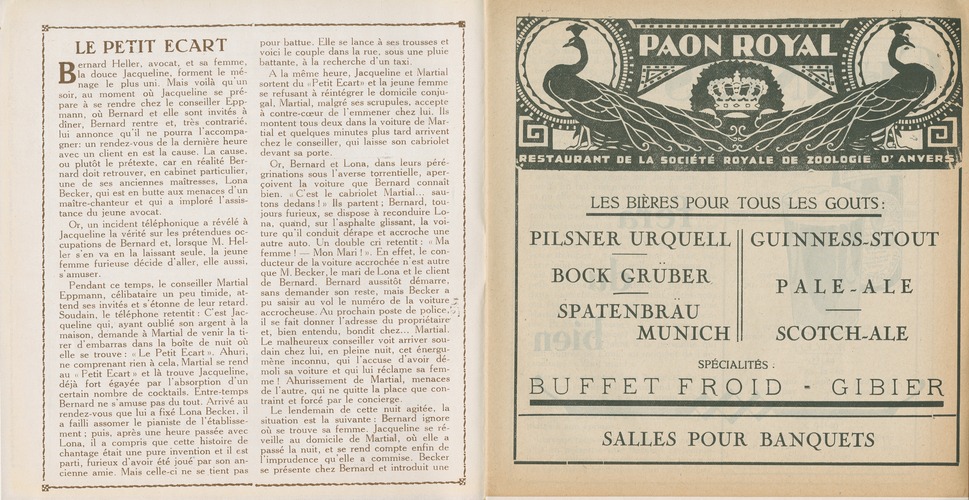 LE PETIT ECART
Bernard Heller, avocat, et sa femme,
la douce Jacqueline, forment le mé-
nage le plus uni. Mais voilà qu'un
soir, au moment où Jacqueline se pré-
pare à se rendre chez le conseiller Epp-
mann, où Bernard et elle sont invités à
dîner, Bernard rentre et, très contrarié,
lui annonce qu'il ne pourra l'accompa-
gner: un rendez-vous de la dernière heure
avec un client en est la cause. La cause,
ou plutôt le prétexte, car en réalité Ber-
nard doit retrouver, en cabinet particulier,
une de ses anciennes maîtresses, Lona
Becker, qui est en butte aux menaces d'un
maître-chanteur et qui a imploré l'assis-
tance du jeune avocat.
Or, un incident téléphonique a révélé à
Jacqueline la vérité sur les prétendues oc-
cupations de Bernard et, lorsque M. Hel-
ler s'en va en la laissant seule, la jeune
femme furieuse décide d'aller, elle aussi,
s'amuser.
Pendant ce temps, le conseiller Martial
Eppmann, célibataire un peu timide, at-
tend ses invités et s'étonne de leur retard.
Soudain, le téléphone retentit : C'est Jac-
queline qui, ayant oublié son argent à la
maison, demande à Martial de venir la ti-
rer d'embarras dans la boîte de nuit où
elle se trouve : « Le Petit Ecart ». Ahuri,
ne comprenant rien à cela, Martial se rend
au « Petit Ecart » et là trouve Jacqueline,
déjà fort égayée par l'absorption d'un
certain nombre de cocktails. Entre-temps
Bernard ne s'amuse pas du tout. Arrivé au
rendez-vous que lui a fixé Lona Becker, il
a failli assomer le pianiste de l'établisse-
ment ; puis, après une heure passée avec
Lona, il a compris que cette histoire de
chantage était une pure invention et il est
parti, furieux d'avoir été joué par son an-
cienne amie. Mais celle-ci ne se tient pas
pour battue. Elle se lance à ses trousses et
voici le couple dans la rue, sous une pluie
battante, à la recherche d'un taxi.
A la même heure, Jacqueline et Martial
sortent du «Petit Ecart» et la jeune femme
se refusant à réintégrer le domicile conju-
gal, Martial, malgré ses scrupules, accepte
à contre-cœur de l'emmener chez lui. Ils
montent tous deux dans la voiture de Mar-
tial et quelques minutes plus tard arrivent
chez le conseiller, qui laisse son cabriolet
devant sa porte.
Or, Bernard et Lona, dans leurs péré-
grinations sous l'averse torrentielle, aper-
çoivent la voiture que Bernard connaît
bien. « C'est le cabriolet Martial... sau-
tons dedans ! » Ils partent ; Bernard, tou-
jours furieux, se dispose à reconduire Lo-
na, quand, sur l'asphalte glissant, la voi-
ture qu'il conduit dérape et accroche une
autre auto. Un double cri retentit : « Ma
femme ! — Mon Mari ! ». En effet, le con-
ducteur de la voiture accrochée n'est autre
que M. Becker, le mari de Lona et le client
de Bernard. Bernard aussitôt démarre,
sans demander son reste, mais Becker a
pu saisir au vol le numéro de la voiture
accrocheuse. Au prochain poste de police,
il se fait donner l'adresse du propriétaire
et, bien entendu, bondit chez... Martial.
Le malheureux conseiller voit arriver sou-
dain chez lui, en pleine nuit, cet énergu-
mène inconnu, qui l'accuse d'avoir dé-
moli sa voiture et qui lui réclame sa fem-
me ! Ahurissement de Martial, menaces
de l'autre, qui ne quitte la place que con-
traint et forcé par le concierge.
Le lendemain de cette nuit agitée, la
situation est la suivante : Bernard ignore
où se trouve sa femme. Jacqueline se ré-
veille au domicile de Martial, où elle a
passé la nuit, et se rend compte enfin de
l'imprudence qu'elle a commise. Becker
se présente chez Bernard et introduit une
PAON ROYAL
RESTAURANT DE LA SOCIÉTÉ ROYALE DE ZOOLOGIE D'ANVERS
LES BIÈRES POUR TOUS LES GOUTS:
PILSNER URQUELL
BOCK GRÜBER
SPATENBRÄU
MUNICH
GUINNESS-STOUT
PALE-ALE
SCOTCH-ALE
SPÉCIALITÉS :
BUFFET FROID - GIBIER
SALLES POUR BANQUETS